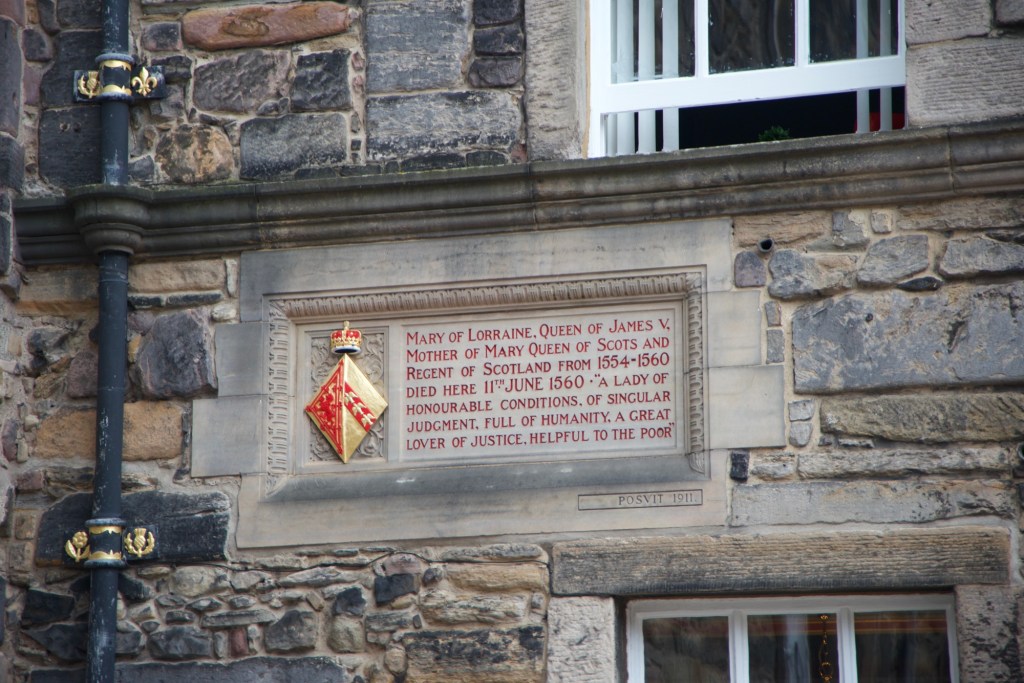 MARY OF LORRAINE, QUEEN OF JAMES V,
MOTHER OF MARY QUEEN OF SCOTS AND
REGENT OF SCOTLAND FROM 1554-1560
DIED HERE 11TH JUNE 1560 · "A LADY OF
HONOURABLE CONDITIONS, OF SINGULAR
JUDGMENT, FULL OF HUMANITY, A GREAT
LOVER OF JUSTICE, HELPFUL TO THE POOR"
POSVIT 1911.